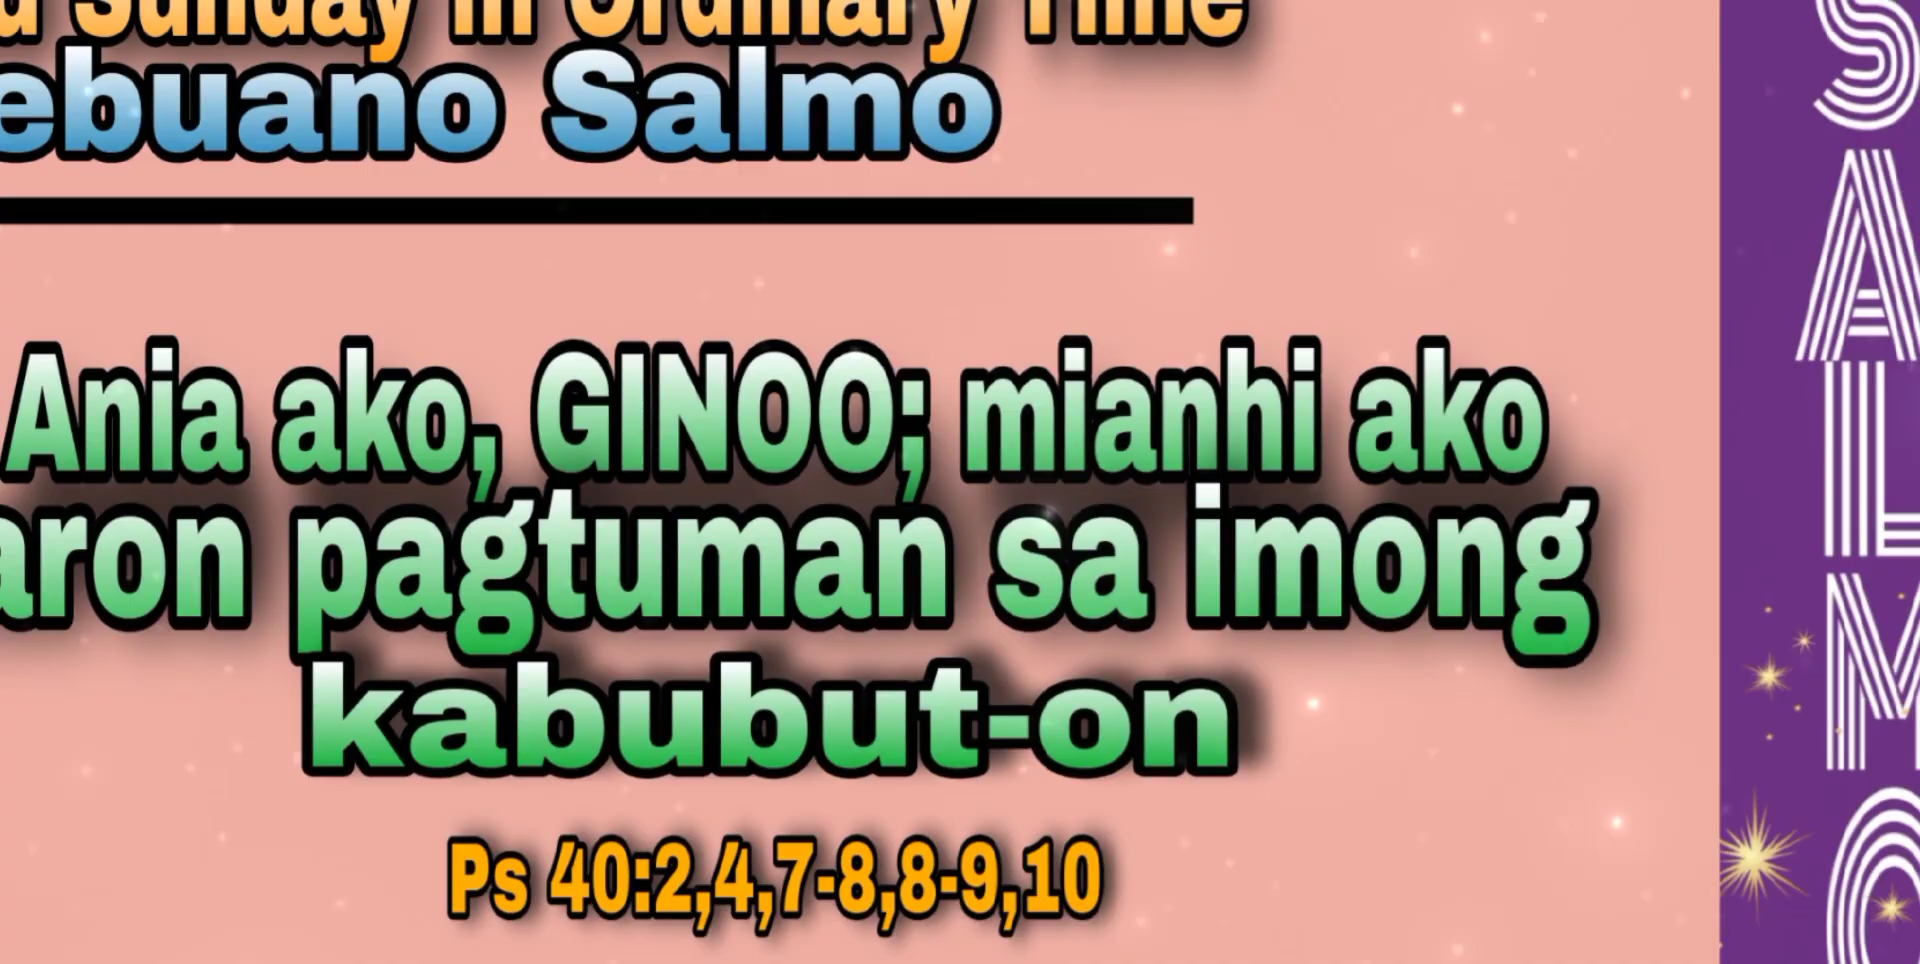 Sunday in Ordinary Time
ebuano Salmo
Ania ako, GINOO; mianhi ako
aron pagtuman sa imong
kabubut-on
Ps 40:2,4,7-8,8-9,10
SALMO